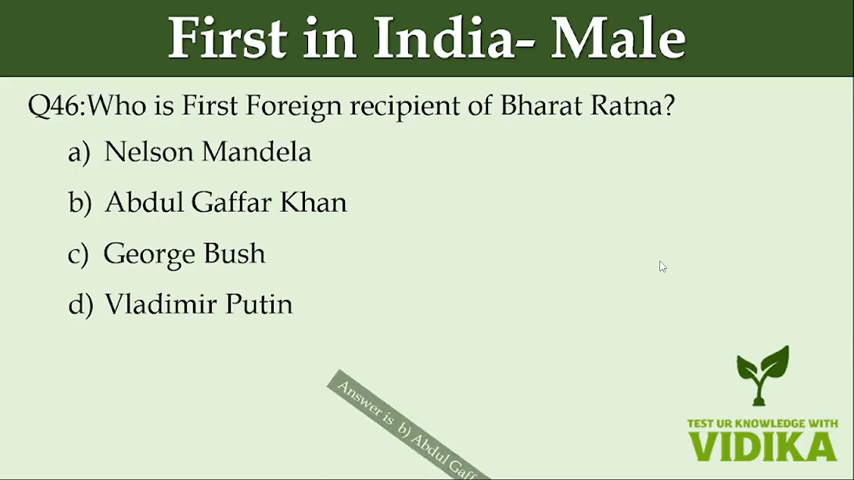 First in India- Male
Q46:Who is First Foreign recipient of Bharat Ratna?
a) Nelson Mandela
b) Abdul Gaffar Khan
c) George Bush
d) Vladimir Putin
Answer is b) Abdul Gaff
TEST UR KNOWLEDGE WITH
VIDIKA